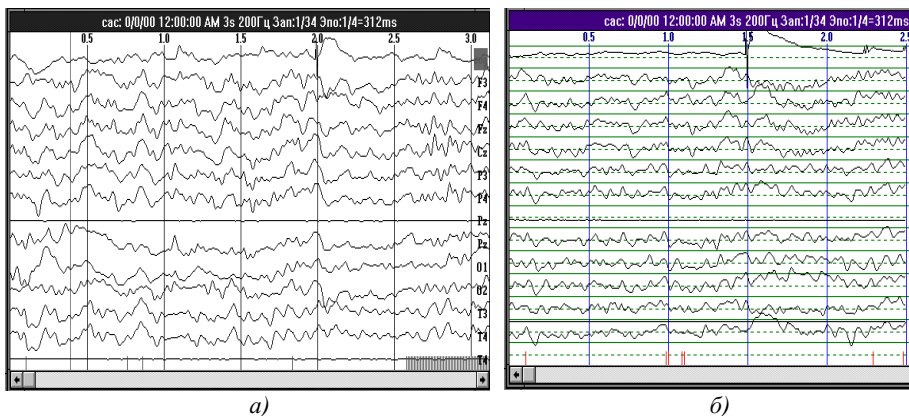 cac: 0/0/00 12:00:00 AM 3s 200Гц Зап:1/34 Эпо:1/4=312ms
0.5 1.0 1.5 2.0 2.5 3.0
F3
F4
Fz
Cz
P3
P4
Pz
Pz
O1
O2
T3
T4
T4
а)
cac: 0/0/00 12:00:00 AM 3s 200Гц Зап:1/34 Эпо:1/4=312ms
0.5 1.0 1.5 2.0 2.5
б)